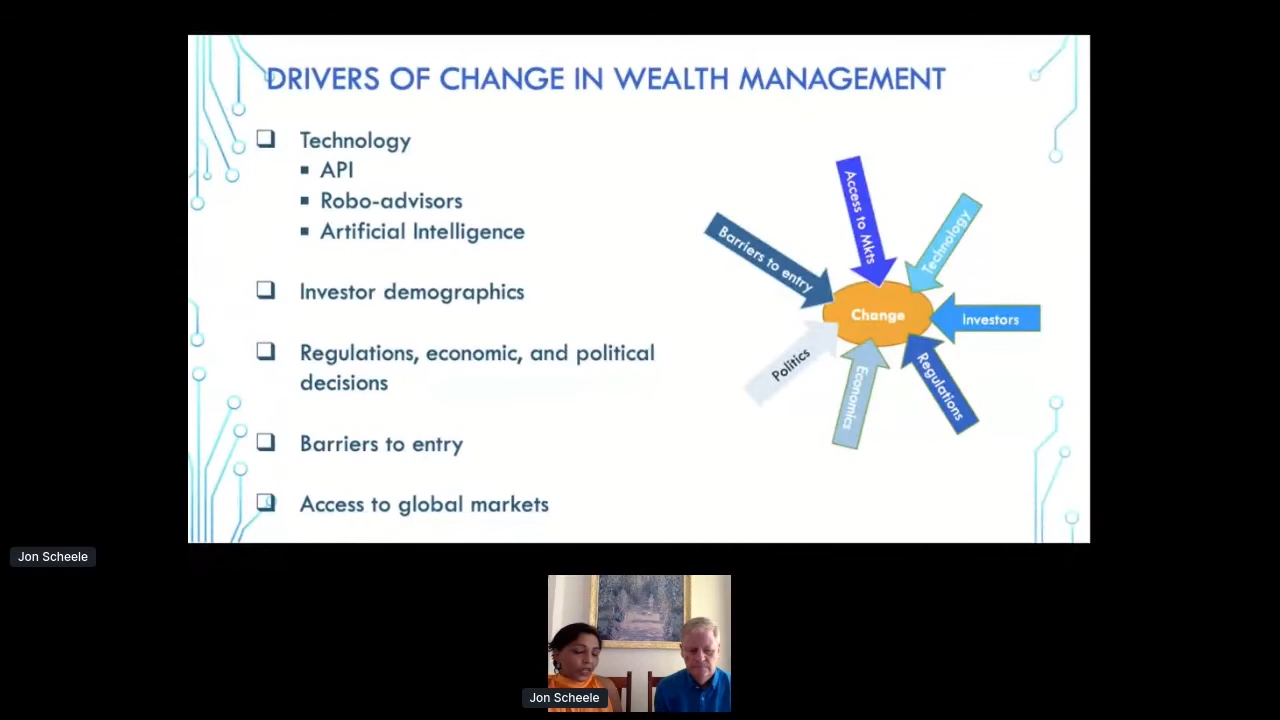 DRIVERS OF CHANGE IN WEALTH MANAGEMENT
Technology
API
Robo-advisors
Artificial Intelligence
Investor demographics
Regulations, economic, and political
decisions
Barriers to entry
Access to global markets
Access to Mkts
Technology
Barriers to entry
Change
Investors
Politics
Economics
Regulations
Jon Scheele
Jon Scheele